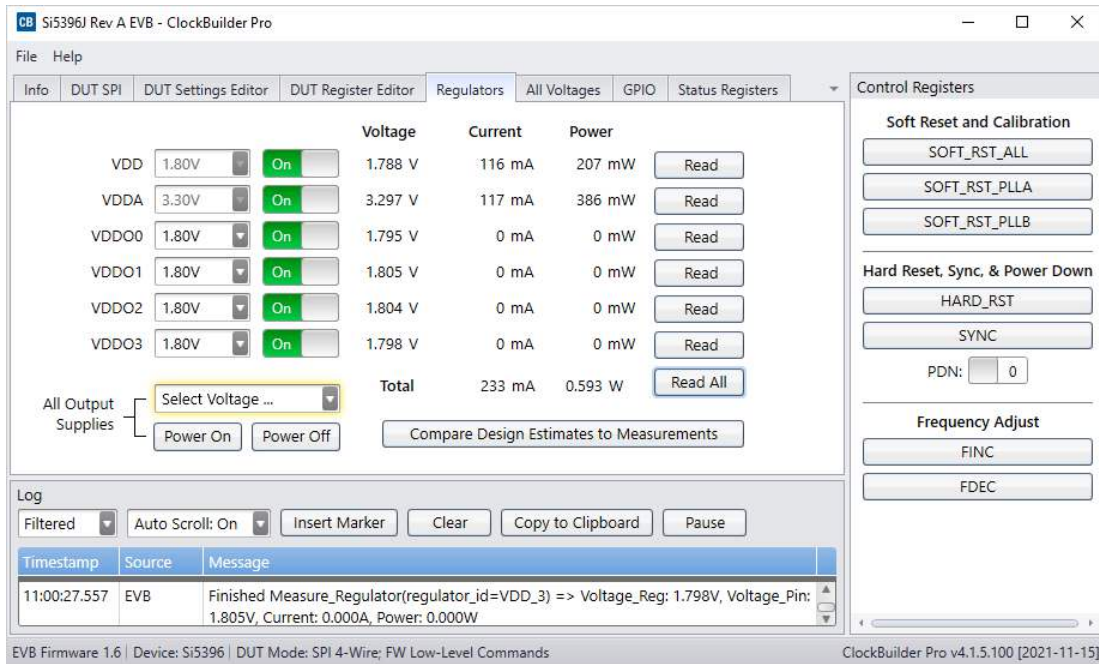 CB Si5396J Rev A EVB - ClockBuilder Pro
File Help
Info DUT SPI DUT Settings Editor DUT Register Editor Regulators All Voltages GPIO Status Registers
Voltage Current Power
VDD 1.80V On 1.788 V 116 mA 207 mW Read
VDDA 3.30V On 3.297 V 117 mA 386 mW Read
VDDO0 1.80V On 1.795 V 0 mA 0 mW Read
VDDO1 1.80V On 1.805 V 0 mA 0 mW Read
VDDO2 1.80V On 1.804 V 0 mA 0 mW Read
VDDO3 1.80V On 1.798 V 0 mA 0 mW Read
Total 233 mA 0.593 W Read All
All Output
Supplies
Select Voltage ...
Power On Power Off
Compare Design Estimates to Measurements
Control Registers
Soft Reset and Calibration
SOFT_RST_ALL
SOFT_RST_PLLA
SOFT_RST_PLLB
Hard Reset, Sync, & Power Down
HARD_RST
SYNC
PDN: 0
Frequency Adjust
FINC
FDEC
Log
Filtered Auto Scroll: On Insert Marker Clear Copy to Clipboard Pause
Timestamp Source Message
11:00:27.557 EVB Finished Measure_Regulator(regulator_id=VDD_3) => Voltage_Reg: 1.798V, Voltage_Pin:
1.805V, Current: 0.000A, Power: 0.000W
EVB Firmware 1.6 Device: Si5396 DUT Mode: SPI 4-Wire; FW Low-Level Commands ClockBuilder Pro v4.1.5.100 [2021-11-15]